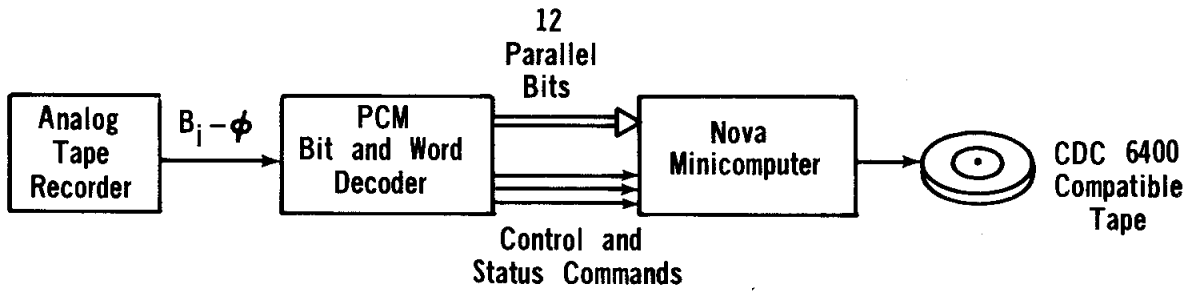 12
Parallel
Bits
Analog
Tape
Recorder
Bi-ϕ
PCM
Bit and Word
Decoder
Nova
Minicomputer
CDC 6400
Compatible
Tape
Control and
Status Commands